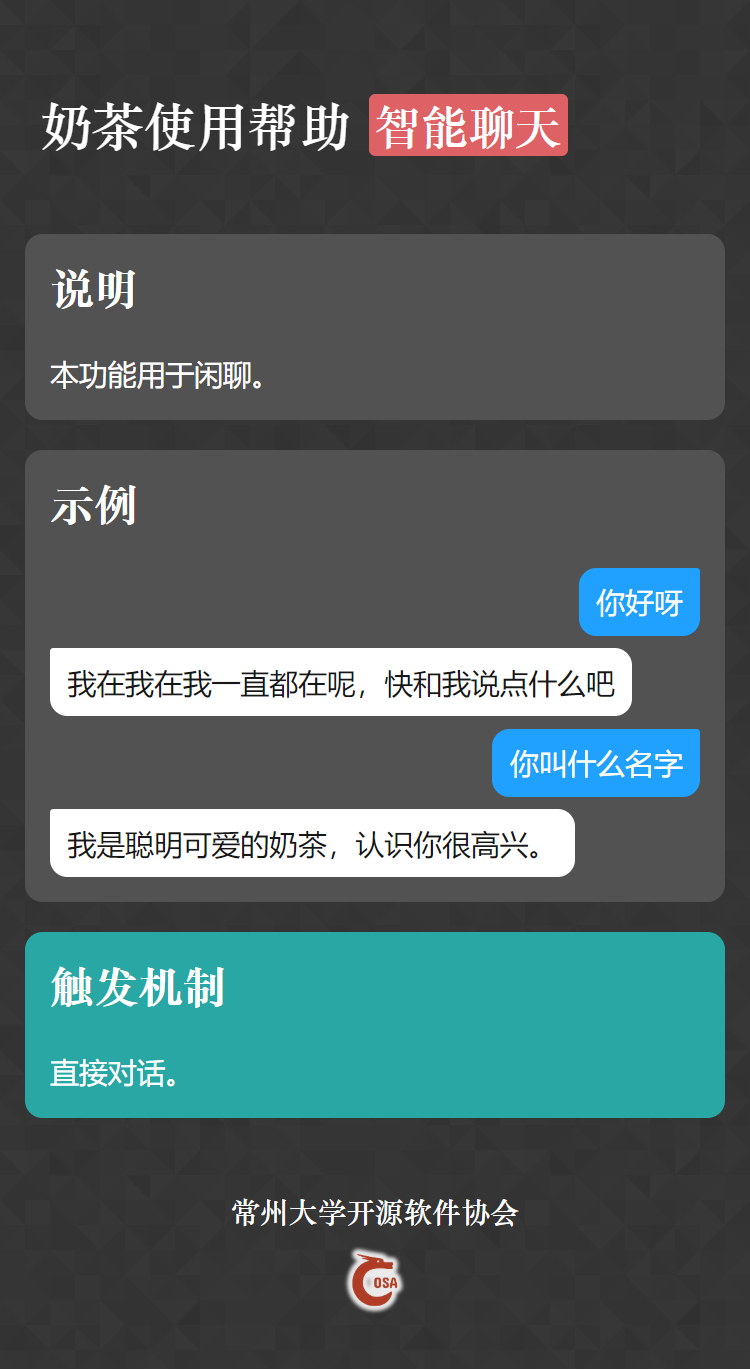 奶茶使用帮助 智能聊天
说明
本功能用于闲聊。
示例
你好呀
我在我在我一直都在呢，快和我说点什么吧
你叫什么名字
我是聪明可爱的奶茶，认识你很高兴。
触发机制
直接对话。
常州大学开源软件协会
OSA